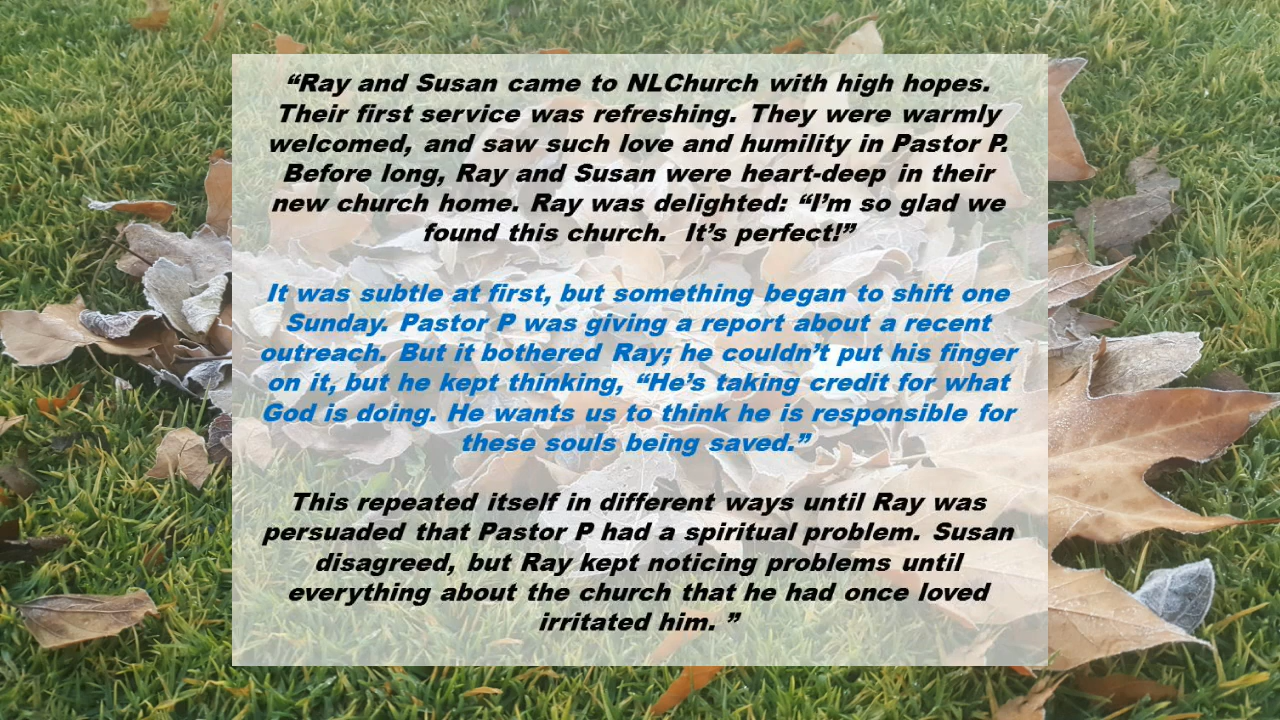 “Ray and Susan came to NLChurch with high hopes.
Their first service was refreshing. They were warmly
welcomed, and saw such love and humility in Pastor P.
Before long, Ray and Susan were heart-deep in their
new church home. Ray was delighted: “I’m so glad we
found this church.  It’s perfect!”
It was subtle at first, but something began to shift one
Sunday. Pastor P was giving a report about a recent
outreach. But it bothered Ray; he couldn’t put his finger
on it, but he kept thinking, “He’s taking credit for what
God is doing. He wants us to think he is responsible for
these souls being saved.”
This repeated itself in different ways until Ray was
persuaded that Pastor P had a spiritual problem. Susan
disagreed, but Ray kept noticing problems until
everything about the church that he had once loved
irritated him. ”